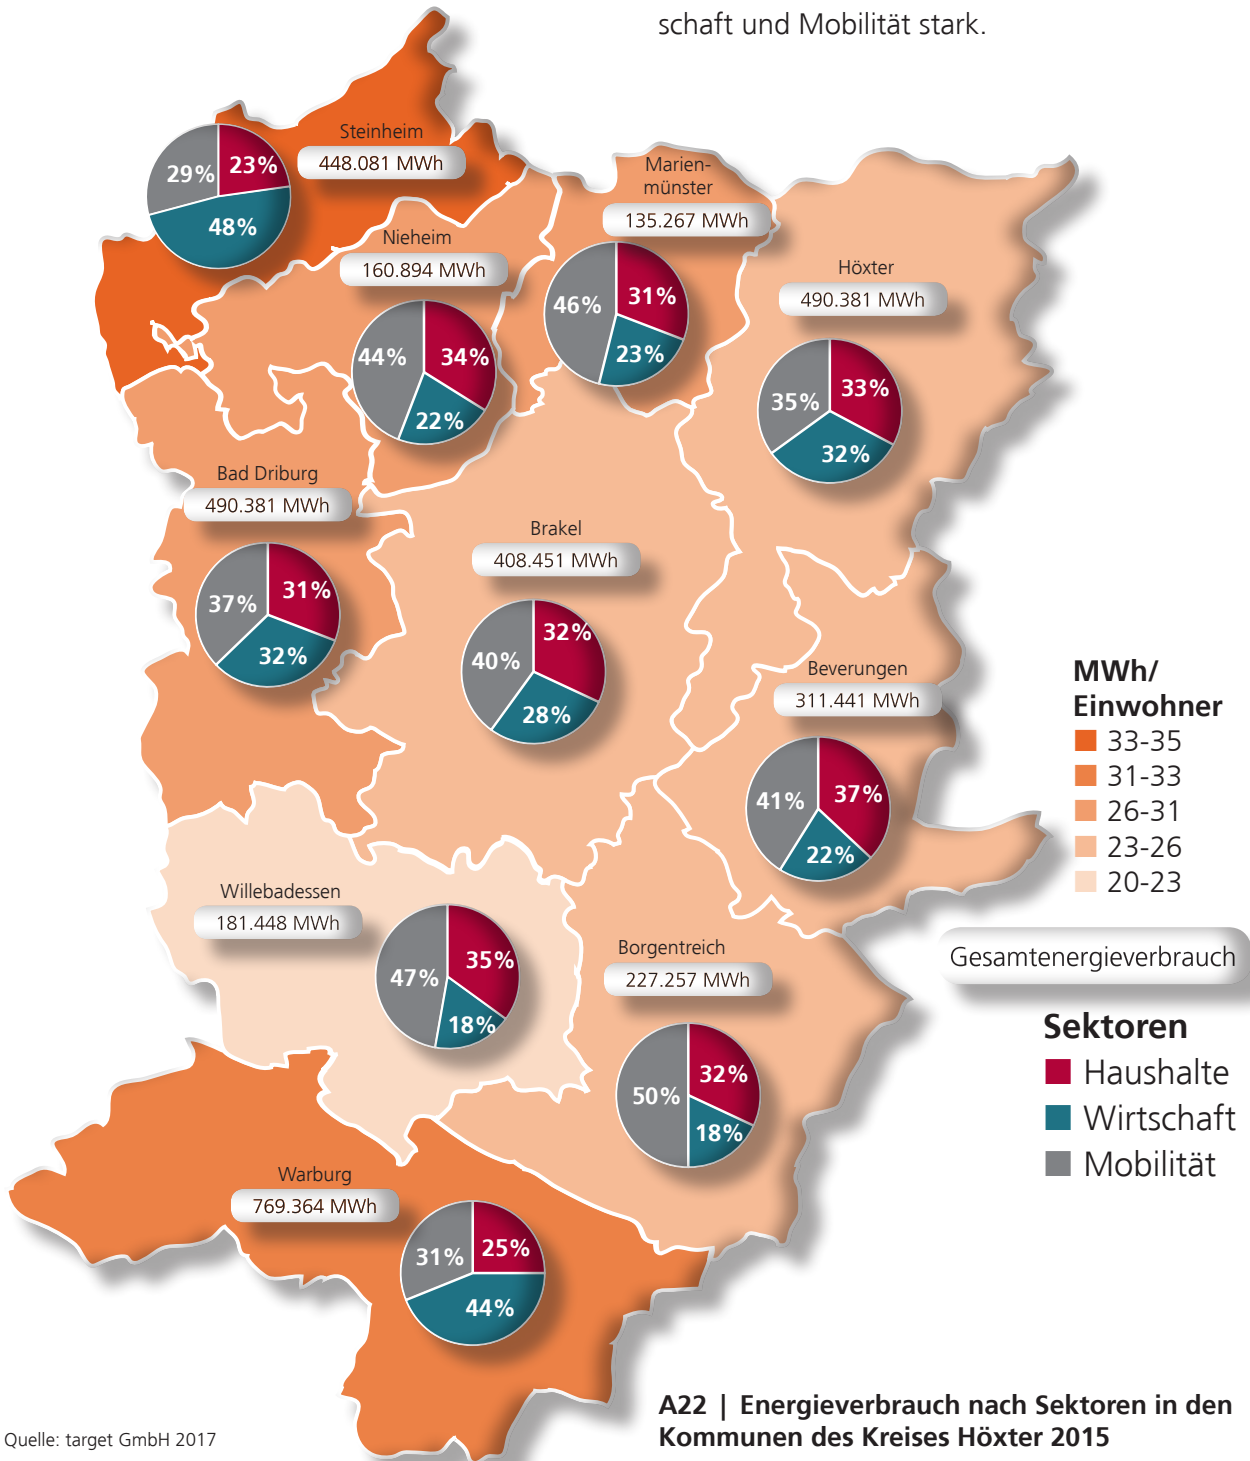 schaft und Mobilität stark.
Steinheim
448.081 MWh
29%
23%
48%
Marien-
münster
135.267 MWh
46%
31%
23%
Nieheim
160.894 MWh
44%
34%
22%
Höxter
490.381 MWh
35%
33%
32%
Bad Driburg
490.381 MWh
37%
31%
32%
Brakel
408.451 MWh
40%
32%
28%
Beverungen
311.441 MWh
41%
37%
22%
MWh/
Einwohner
33-35
31-33
26-31
23-26
20-23
Willebadessen
181.448 MWh
47%
35%
18%
Borgentreich
227.257 MWh
50%
32%
18%
Gesamtenergieverbrauch
Sektoren
Haushalte
Wirtschaft
Mobilität
Warburg
769.364 MWh
31%
25%
44%
A22 | Energieverbrauch nach Sektoren in den
Kommunen des Kreises Höxter 2015
Quelle: target GmbH 2017